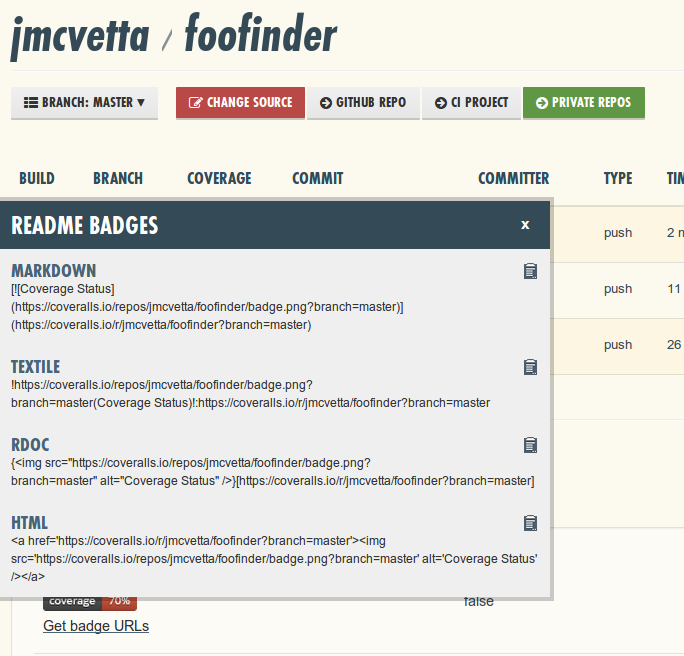 jmcvetta / foofinder
BRANCH: MASTER ▼ CHANGE SOURCE GITHUB REPO CI PROJECT PRIVATE REPOS
BUILD BRANCH COVERAGE COMMIT COMMITTER TYPE
README BADGES x
push 2
MARKDOWN
[![Coverage Status]
(https://coveralls.io/repos/jmcvetta/foofinder/badge.png?branch=master)]
push 11
(https://coveralls.io/r/jmcvetta/foofinder?branch=master)
push 26
TEXTILE
!https://coveralls.io/repos/jmcvetta/foofinder/badge.png?
branch=master(Coverage Status)!:https://coveralls.io/r/jmcvetta/foofinder?branch=master
RDOC
{<img src="https://coveralls.io/repos/jmcvetta/foofinder/badge.png?
branch=master" alt="Coverage Status" />}[https://coveralls.io/r/jmcvetta/foofinder?branch=master]
HTML
<a href='https://coveralls.io/r/jmcvetta/foofinder?branch=master'><img
src='https://coveralls.io/repos/jmcvetta/foofinder/badge.png?branch=master' alt='Coverage Status'
/></a>
coverage 70% false
Get badge URLs